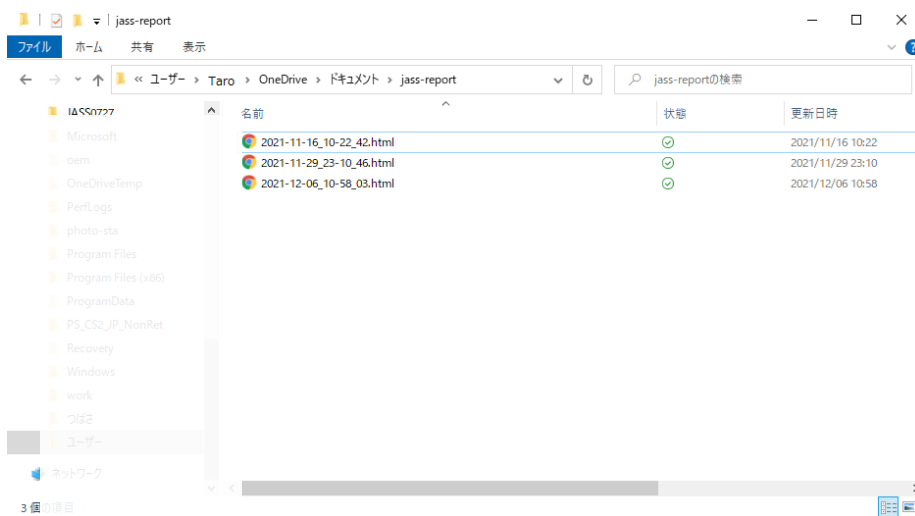 jass-report
ファイル ホーム 共有 表示
« ユーザー › Taro › OneDrive › ドキュメント › jass-report
jass-reportの検索
JASS0727
Microsoft
oem
OneDriveTemp
PerfLogs
photo-sta
Program Files
Program Files (x86)
ProgramData
PS_CS2_JP_NonRet
Recovery
Windows
work
つばさ
ユーザー
ネットワーク
名前 状態 更新日時
2021-11-16_10-22_42.html 2021/11/16 10:22
2021-11-29_23-10_46.html 2021/11/29 23:10
2021-12-06_10-58_03.html 2021/12/06 10:58
3 個の項目